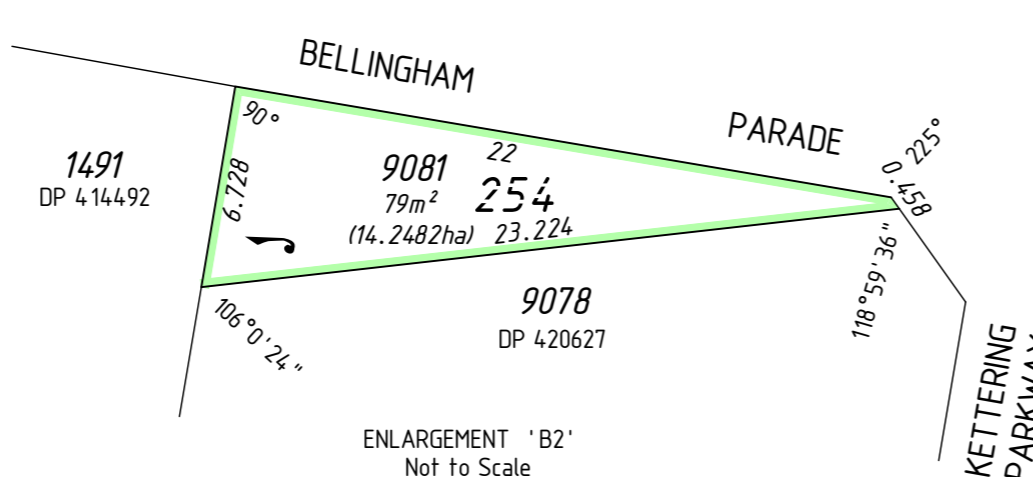 BELLINGHAM
PARADE
225°
0.458
90°
22
1491
DP 414492
6.728
9081
79m²
254
(14.2482ha)
23.224
118°59'36"
106°0'24"
9078
DP 420627
KETTERING
PARKWAY
ENLARGEMENT 'B2'
Not to Scale